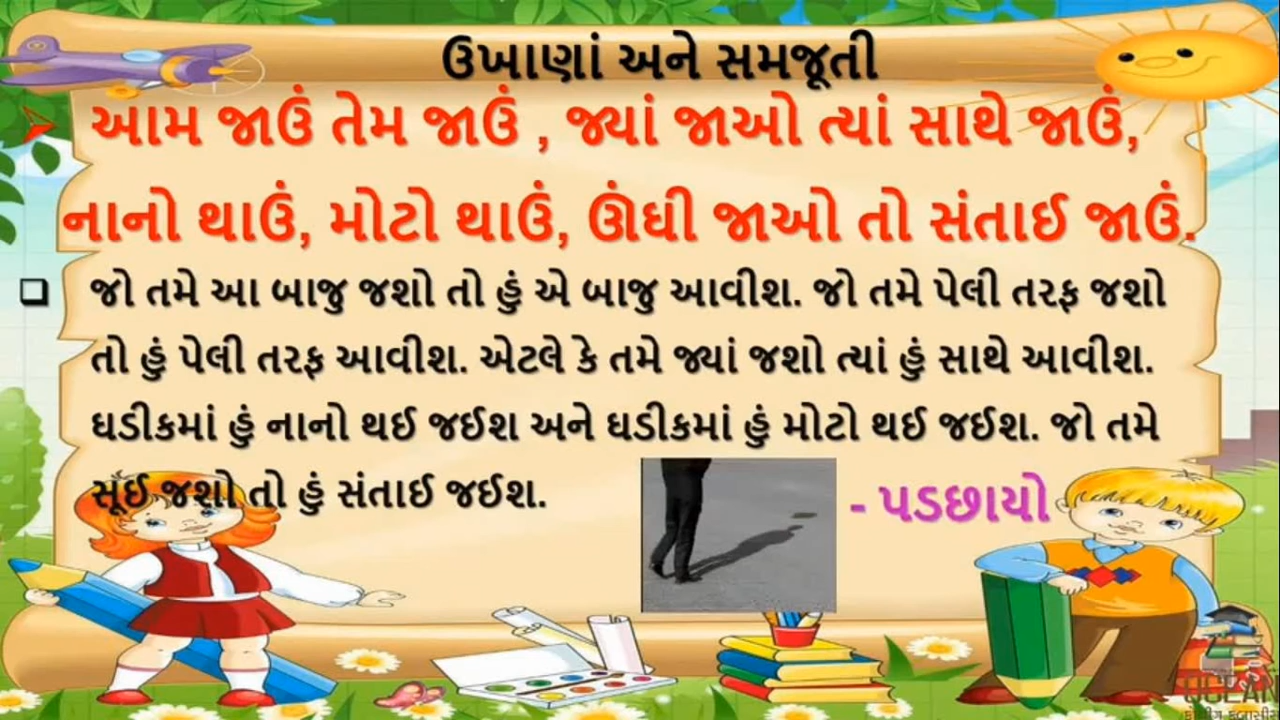 ઉખાણાં અને સમજૂતી
આમ જાઉં તેમ જાઉં , જ્યાં જાઓ ત્યાં સાથે જાઉં,
નાનો થાઉં, મોટો થાઉં, ઊંઘી જાઓ તો સંતાઈ જાઉં.
જો તમે આ બાજુ જશો તો હું એ બાજુ આવીશ. જો તમે પેલી તરફ જશો
તો હું પેલી તરફ આવીશ. એટલે કે તમે જ્યાં જશો ત્યાં હું સાથે આવીશ.
ઘડીકમાં હું નાનો થઈ જઈશ અને ઘડીકમાં હું મોટો થઈ જઈશ. જો તમે
સૂઈ જશો તો હું સંતાઈ જઈશ.
- પડછાયો
OCEAN